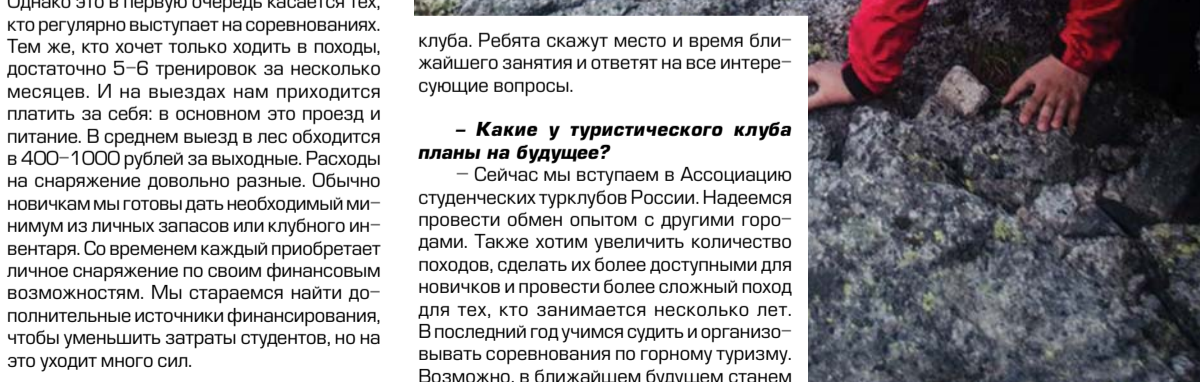 Однако это в первую очередь касается тех,
кто регулярно выступает на соревнованиях.
Тем же, кто хочет только ходить в походы,
достаточно 5–6 тренировок за несколько
месяцев. И на выездах нам приходится
платить за себя: в основном это проезд и
питание. В среднем выезд в лес обходится
в 400–1000 рублей за выходные. Расходы
на снаряжение довольно разные. Обычно
новичкам мы готовы дать необходимый ми-
нимум из личных запасов или клубного ин-
вентаря. Со временем каждый приобретает
личное снаряжение по своим финансовым
возможностям. Мы стараемся найти до-
полнительные источники финансирования,
чтобы уменьшить затраты студентов, но на
это уходит много сил.
клуба. Ребята скажут место и время бли-
жайшего занятия и ответят на все интере-
сующие вопросы.
– Какие у туристического клуба
планы на будущее?
– Сейчас мы вступаем в Ассоциацию
студенческих турклубов России. Надеемся
провести обмен опытом с другими горо-
дами. Также хотим увеличить количество
походов, сделать их более доступными для
новичков и провести более сложный поход
для тех, кто занимается несколько лет.
В последний год учимся судить и организо-
вывать соревнования по горному туризму.
Возможно, в ближайшем будущем станем